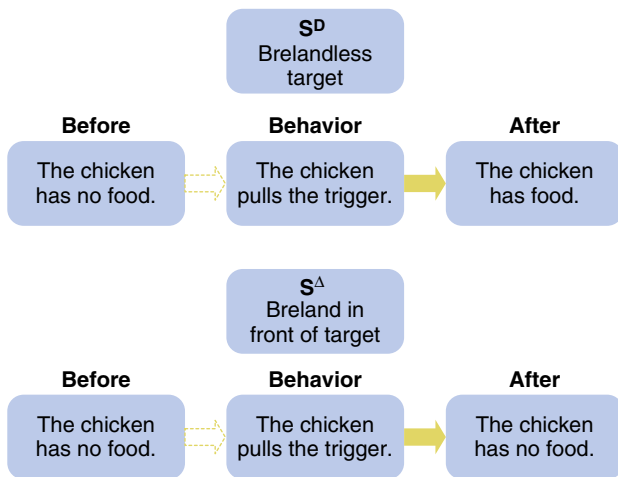 S^D
Brelandless
target
Before
Behavior
After
The chicken
has no food.
The chicken
pulls the trigger.
The chicken
has food.
S^Δ
Breland in
front of target
Before
Behavior
After
The chicken
has no food.
The chicken
pulls the trigger.
The chicken
has no food.